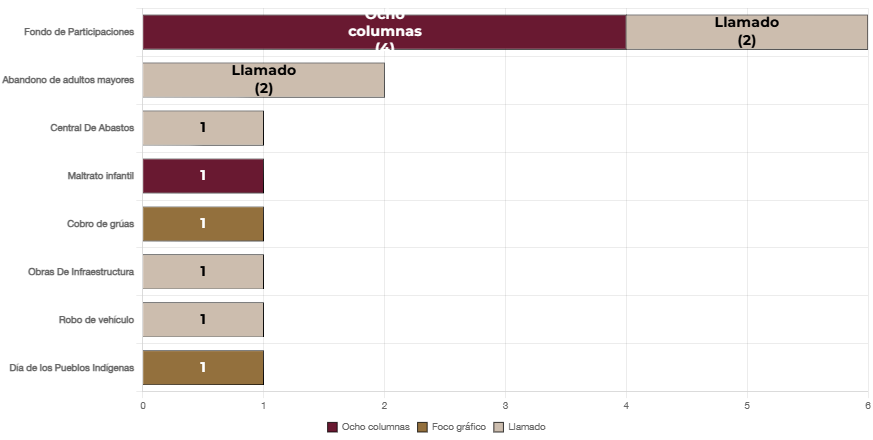 Fondo de Participaciones
Ocho
columnas
(4)
Llamado
(2)
Abandono de adultos mayores
Llamado
(2)
Central De Abastos
1
Maltrato infantil
1
Cobro de grúas
1
Obras De Infraestructura
1
Robo de vehículo
1
Día de los Pueblos Indígenas
1
0 1 2 3 4 5 6
Ocho columnas Foco gráfico Llamado